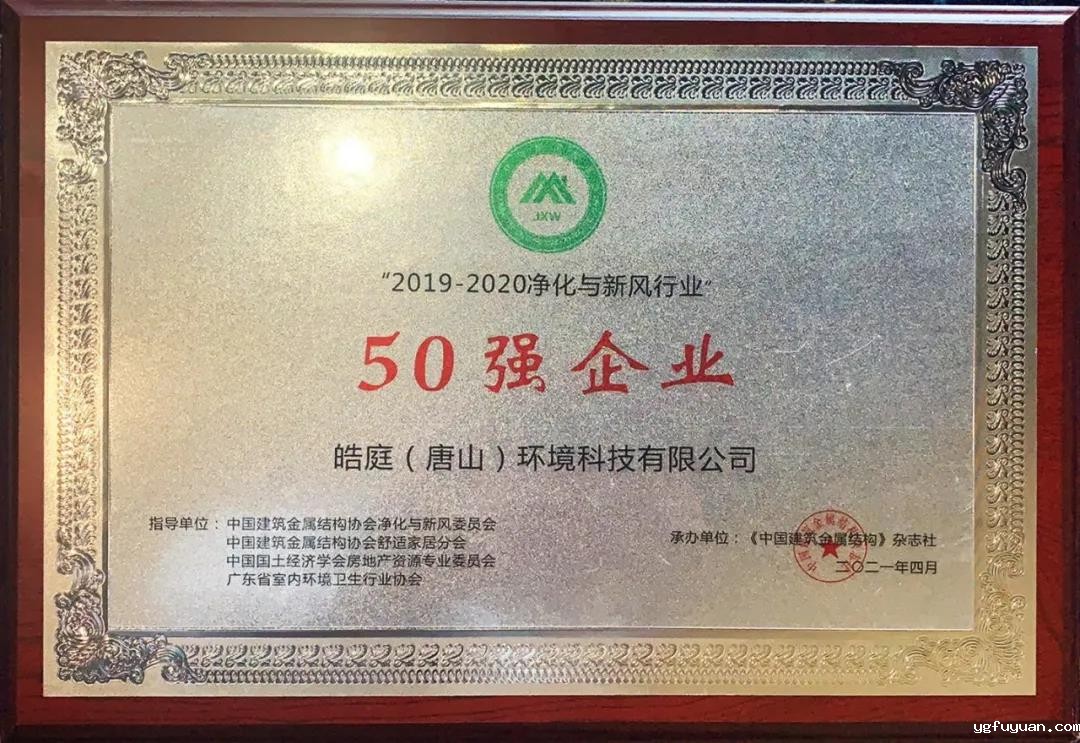 JXW
“2019-2020净化与新风行业”
50强企业
皓庭（唐山）环境科技有限公司
指导单位：中国建筑金属结构协会净化与新风委员会
中国建筑金属结构协会舒适家居分会
中国国土经济学会房地产资源专业委员会
广东省室内环境卫生行业协会
承办单位：《中国建筑金属结构》杂志社
二〇二一年四月
ygfuyuan.com